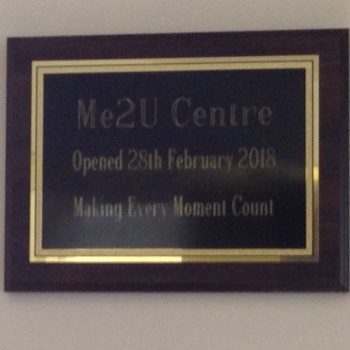 Me2U Centre
Opened 28th February 2018
Making Every Moment Count